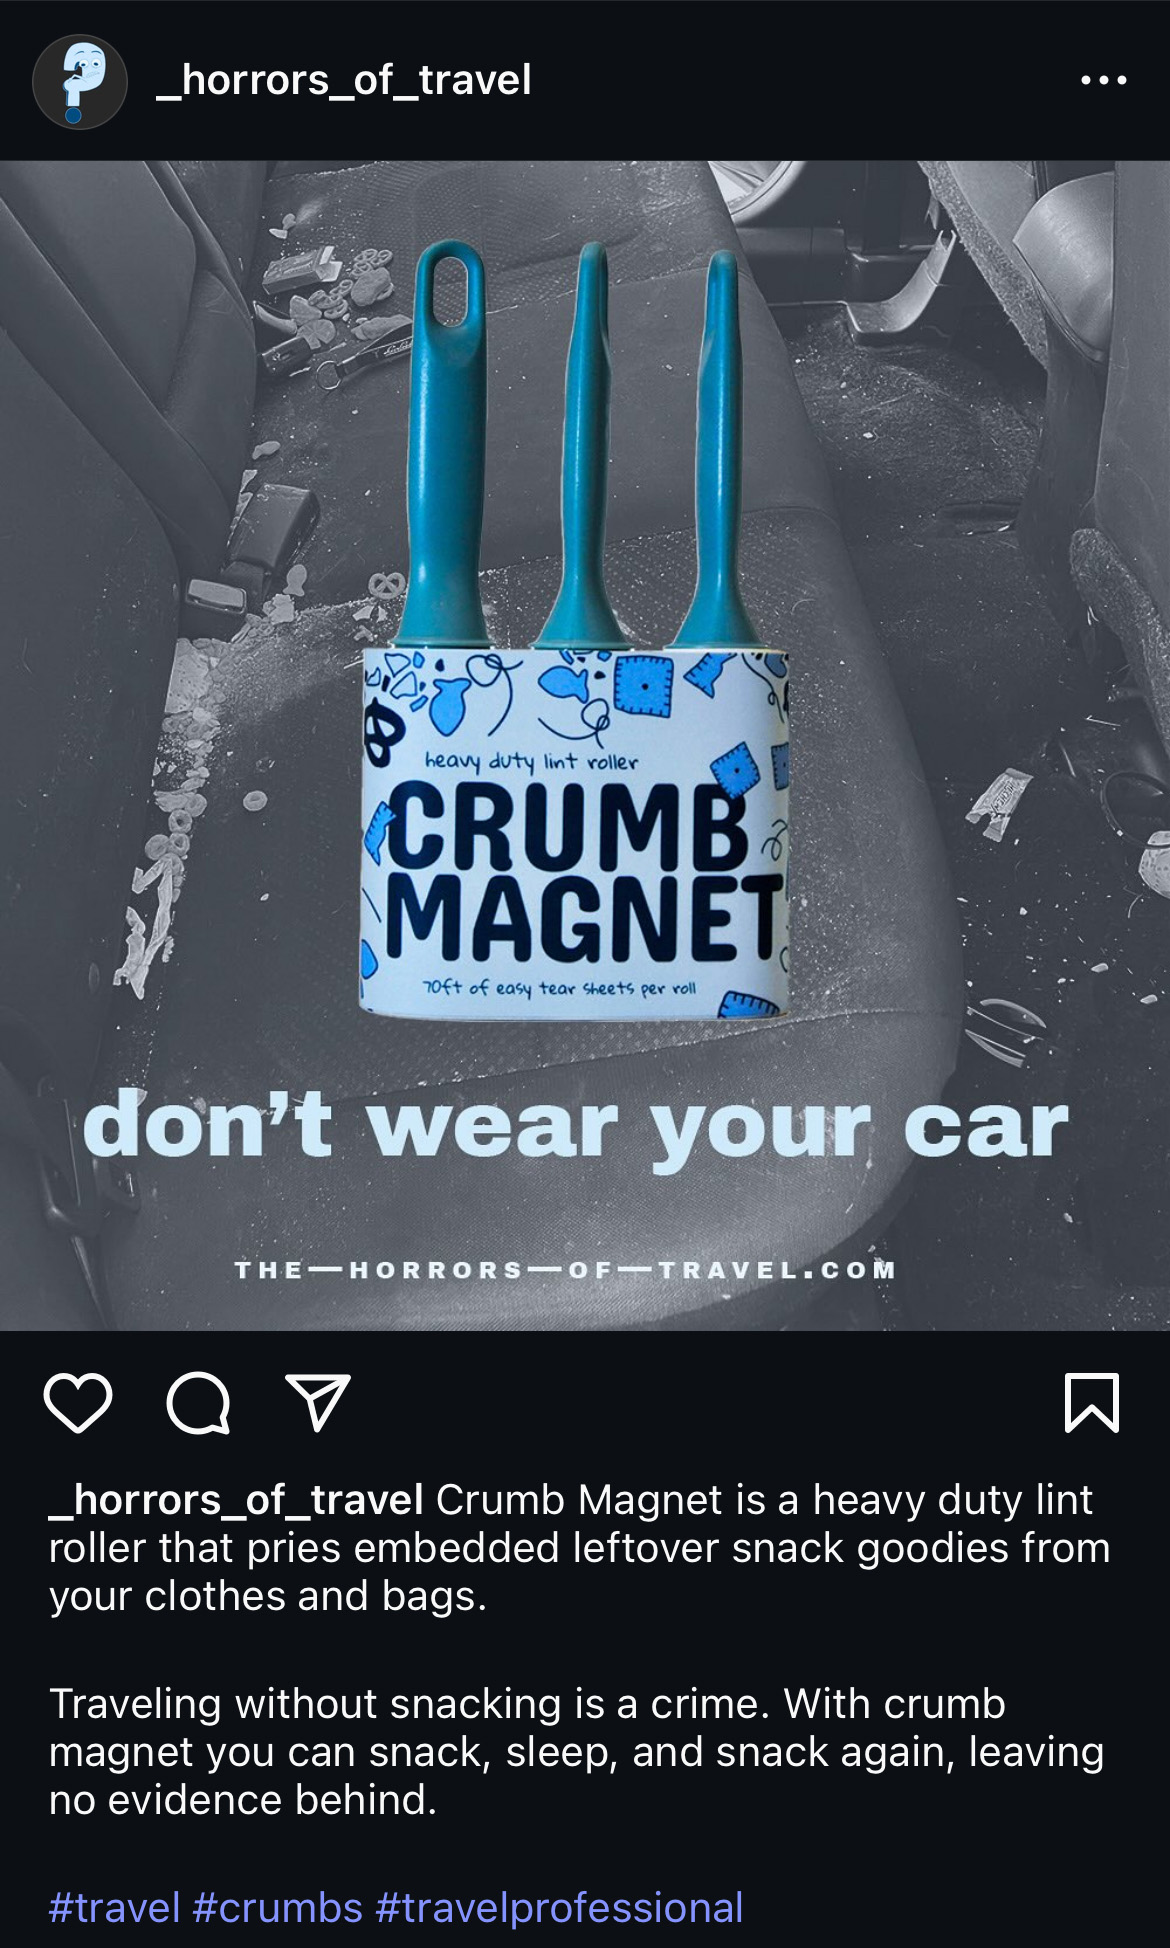 _horrors_of_travel
heavy duty lint roller
CRUMB
MAGNET
70ft of easy tear sheets per roll
don't wear your car
THE—HORRORS—OF—TRAVEL.COM
_horrors_of_travel Crumb Magnet is a heavy duty lint
roller that pries embedded leftover snack goodies from
your clothes and bags.
Traveling without snacking is a crime. With crumb
magnet you can snack, sleep, and snack again, leaving
no evidence behind.
#travel #crumbs #travelprofessional